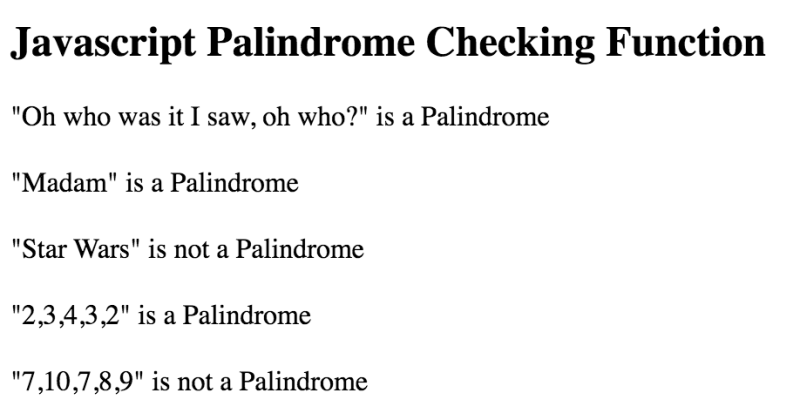 Javascript Palindrome Checking Function
"Oh who was it I saw, oh who?" is a Palindrome
"Madam" is a Palindrome
"Star Wars" is not a Palindrome
"2,3,4,3,2" is a Palindrome
"7,10,7,8,9" is not a Palindrome